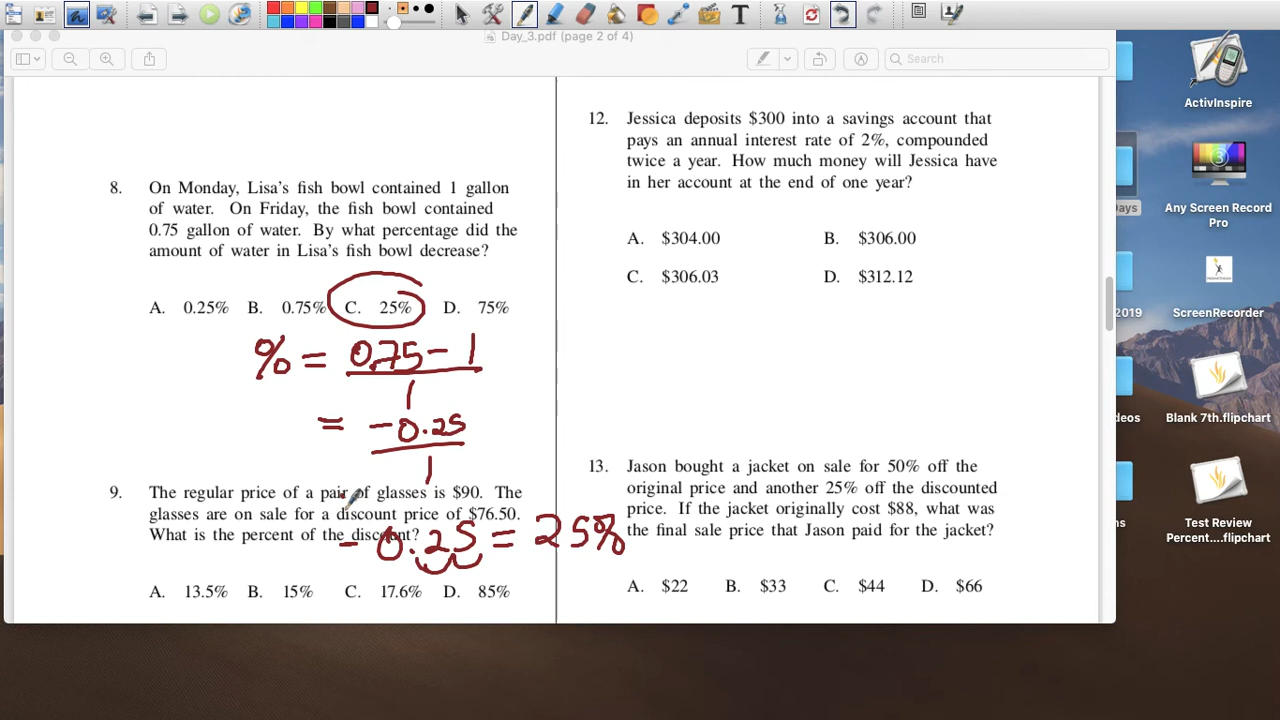 Day_3.pdf (page 2 of 4)
Search
8. On Monday, Lisa's fish bowl contained 1 gallon
of water. On Friday, the fish bowl contained
0.75 gallon of water. By what percentage did the
amount of water in Lisa's fish bowl decrease?
A. 0.25% B. 0.75% C. 25% D. 75%
% = 0.75 - 1
1
= -0.25
1
9. The regular price of a pair of glasses is $90. The
glasses are on sale for a discount price of $76.50.
What is the percent of the discount?
- 0.25 = 25%
A. 13.5% B. 15% C. 17.6% D. 85%
12. Jessica deposits $300 into a savings account that
pays an annual interest rate of 2%, compounded
twice a year. How much money will Jessica have
in her account at the end of one year?
A. $304.00 B. $306.00
C. $306.03 D. $312.12
13. Jason bought a jacket on sale for 50% off the
original price and another 25% off the discounted
price. If the jacket originally cost $88, what was
the final sale price that Jason paid for the jacket?
A. $22 B. $33 C. $44 D. $66
ActivInspire
Any Screen Record
Pro
2019
ScreenRecorder
Blank 7th.flipchart
Test Review
Percent....flipchart